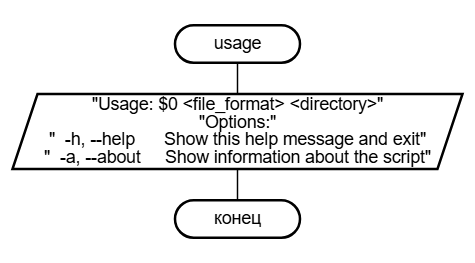 usage
"Usage: $0 <file_format> <directory>"
"Options:"
"  -h, --help      Show this help message and exit"
"  -a, --about     Show information about the script"
конец